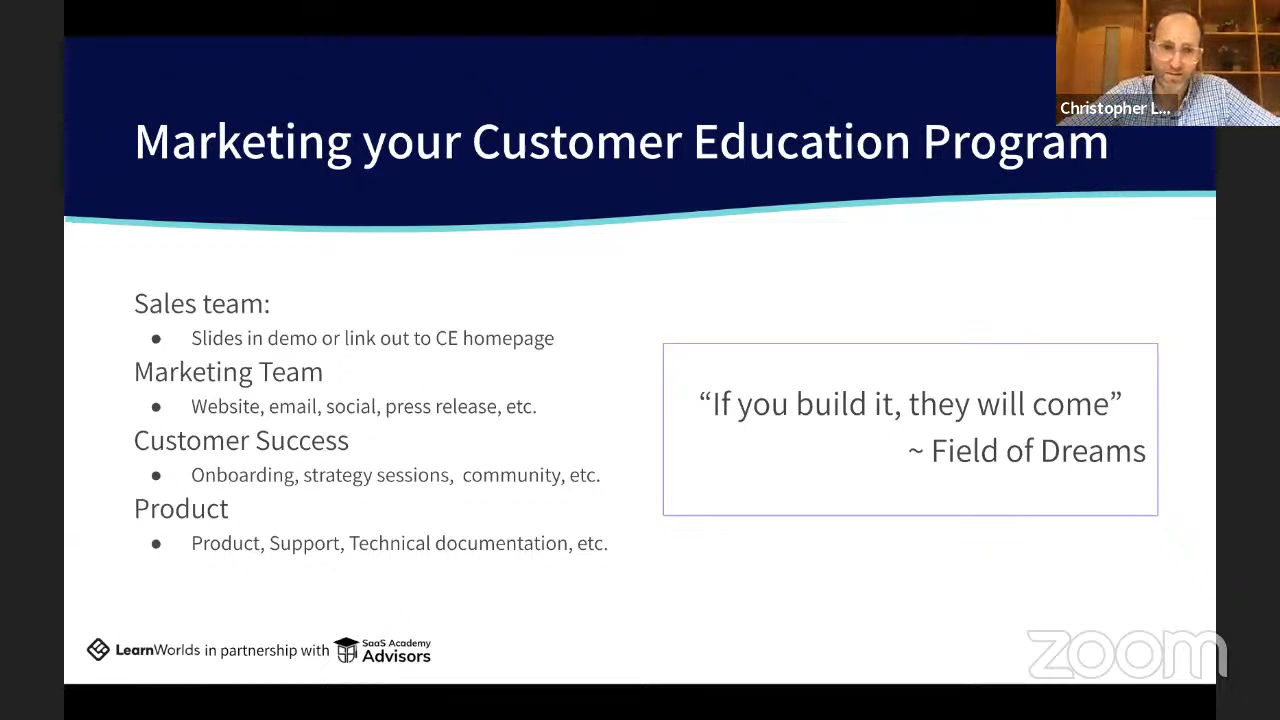 Christopher L...
Marketing your Customer Education Program
Sales team:
● Slides in demo or link out to CE homepage
Marketing Team
● Website, email, social, press release, etc.
Customer Success
● Onboarding, strategy sessions, community, etc.
Product
● Product, Support, Technical documentation, etc.
“If you build it, they will come”
~ Field of Dreams
LearnWorlds in partnership with SaaS Academy
Advisors
zoom